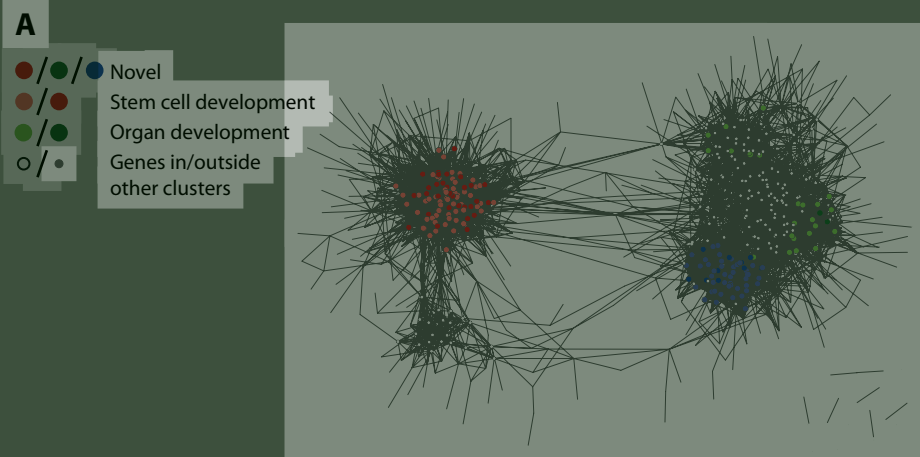 A
/ / Novel
/ Stem cell development
/ Organ development
/ Genes in/outside
other clusters